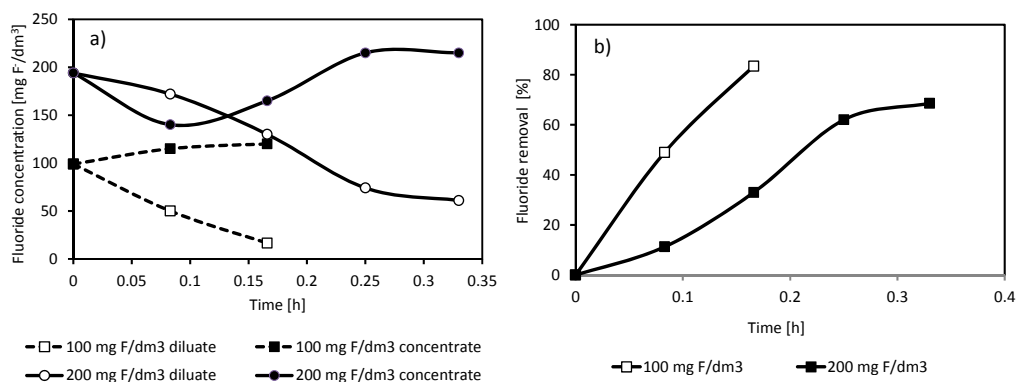 a)
Fluoride concentration [mg F-/dm³]
250
200
150
100
50
0
0 0.05 0.1 0.15 0.2 0.25 0.3 0.35
Time [h]
100 mg F/dm3 diluate 100 mg F/dm3 concentrate
200 mg F/dm3 diluate 200 mg F/dm3 concentrate
b)
Fluoride removal [%]
100
80
60
40
20
0
0 0.1 0.2 0.3 0.4
Time [h]
100 mg F/dm3 200 mg F/dm3